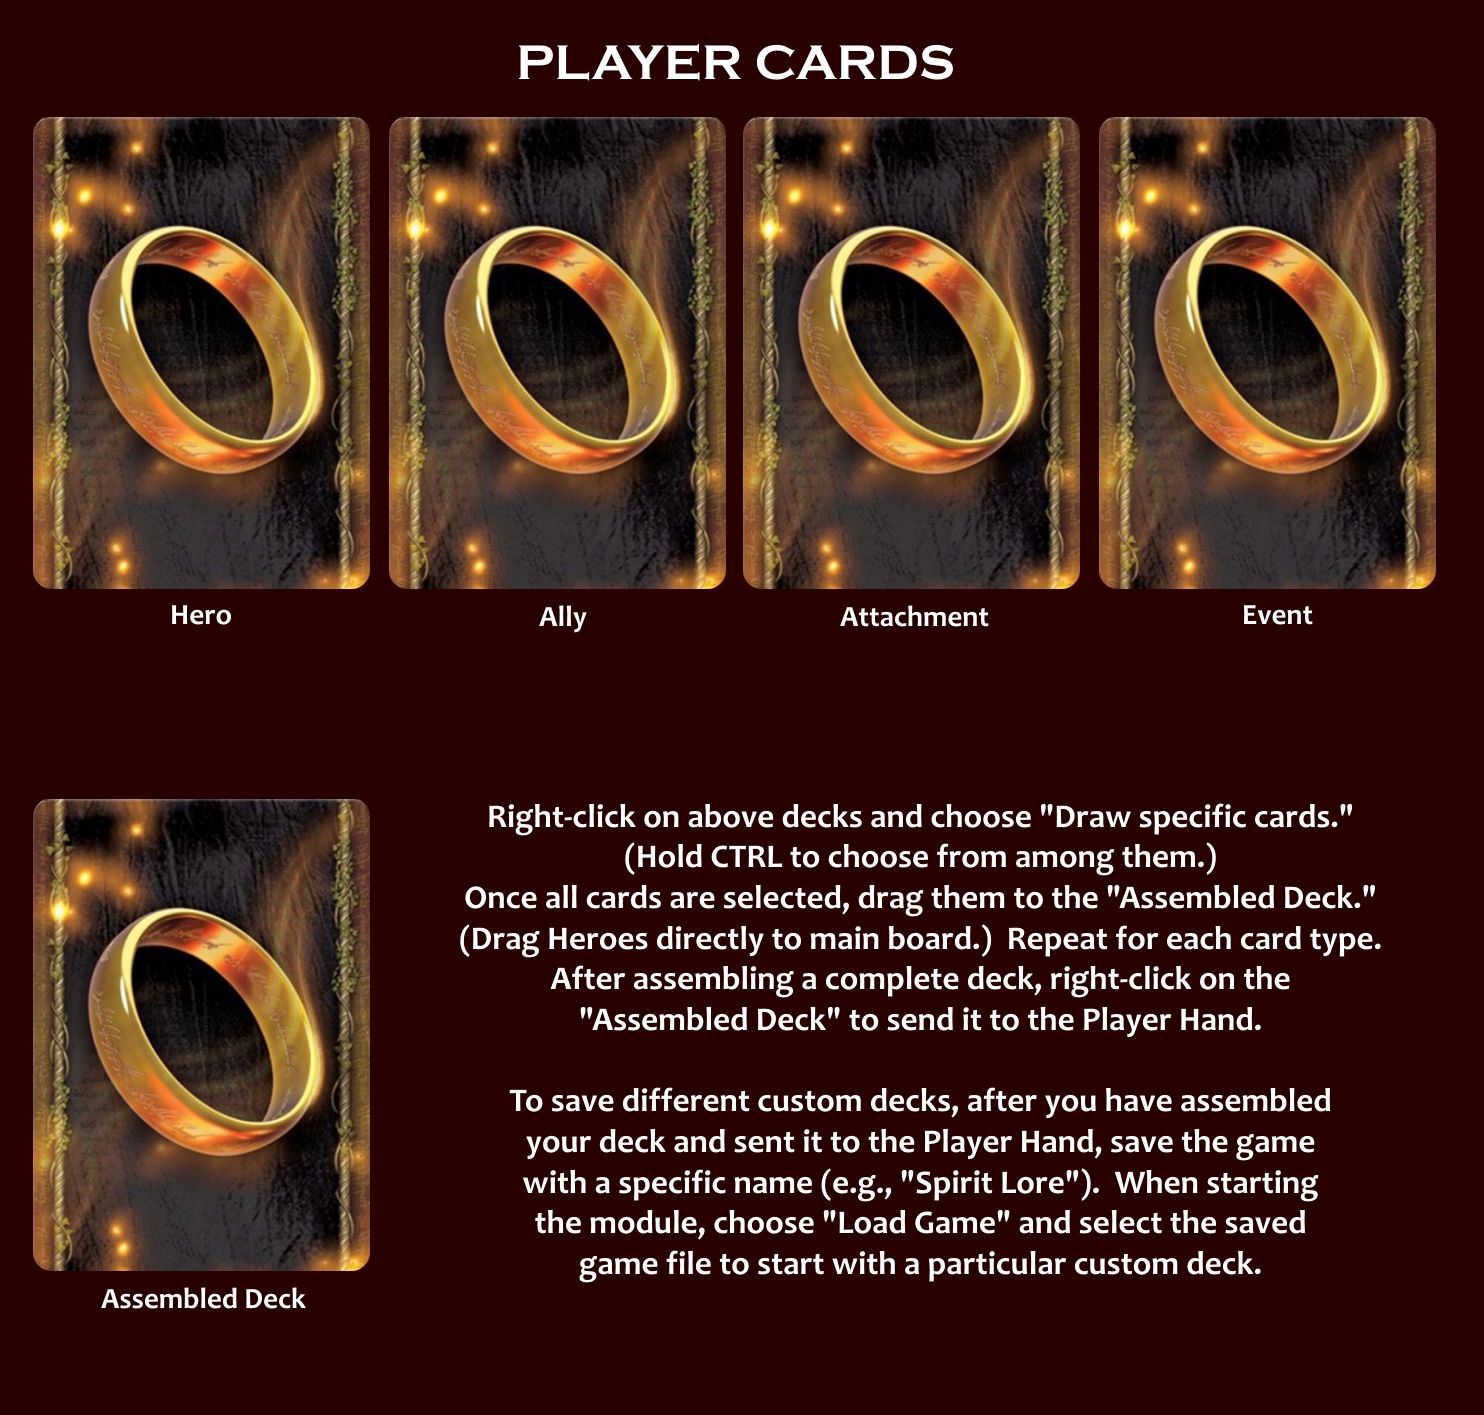 PLAYER CARDS
Hero
Ally
Attachment
Event
Right-click on above decks and choose "Draw specific cards."
(Hold CTRL to choose from among them.)
Once all cards are selected, drag them to the "Assembled Deck."
(Drag Heroes directly to main board.)  Repeat for each card type.
After assembling a complete deck, right-click on the
"Assembled Deck" to send it to the Player Hand.
To save different custom decks, after you have assembled
your deck and sent it to the Player Hand, save the game
with a specific name (e.g., "Spirit Lore").  When starting
the module, choose "Load Game" and select the saved
game file to start with a particular custom deck.
Assembled Deck